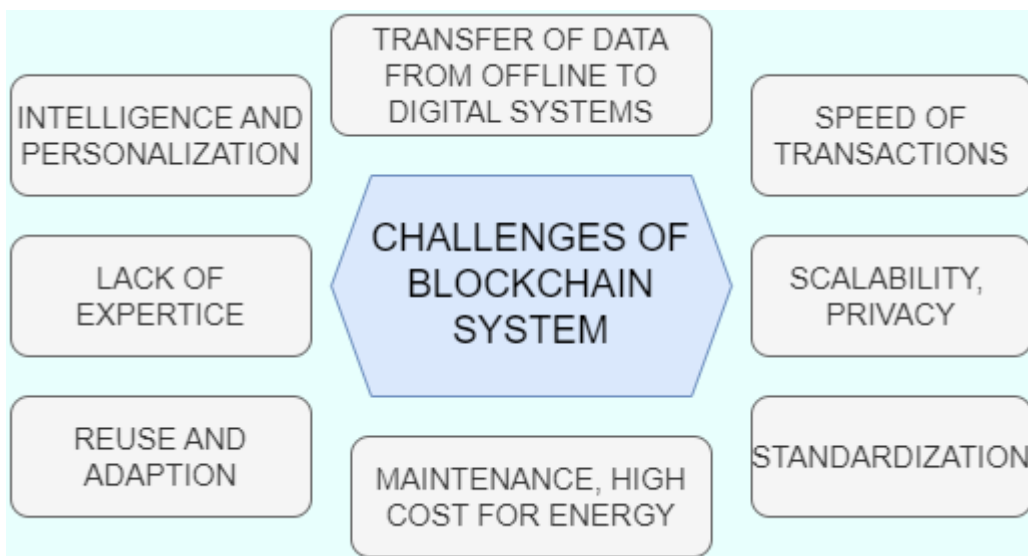 TRANSFER OF DATA
FROM OFFLINE TO
DIGITAL SYSTEMS
INTELLIGENCE AND
PERSONALIZATION
SPEED OF
TRANSACTIONS
CHALLENGES OF
BLOCKCHAIN
SYSTEM
LACK OF
EXPERTICE
SCALABILITY,
PRIVACY
REUSE AND
ADAPTION
MAINTENANCE, HIGH
COST FOR ENERGY
STANDARDIZATION